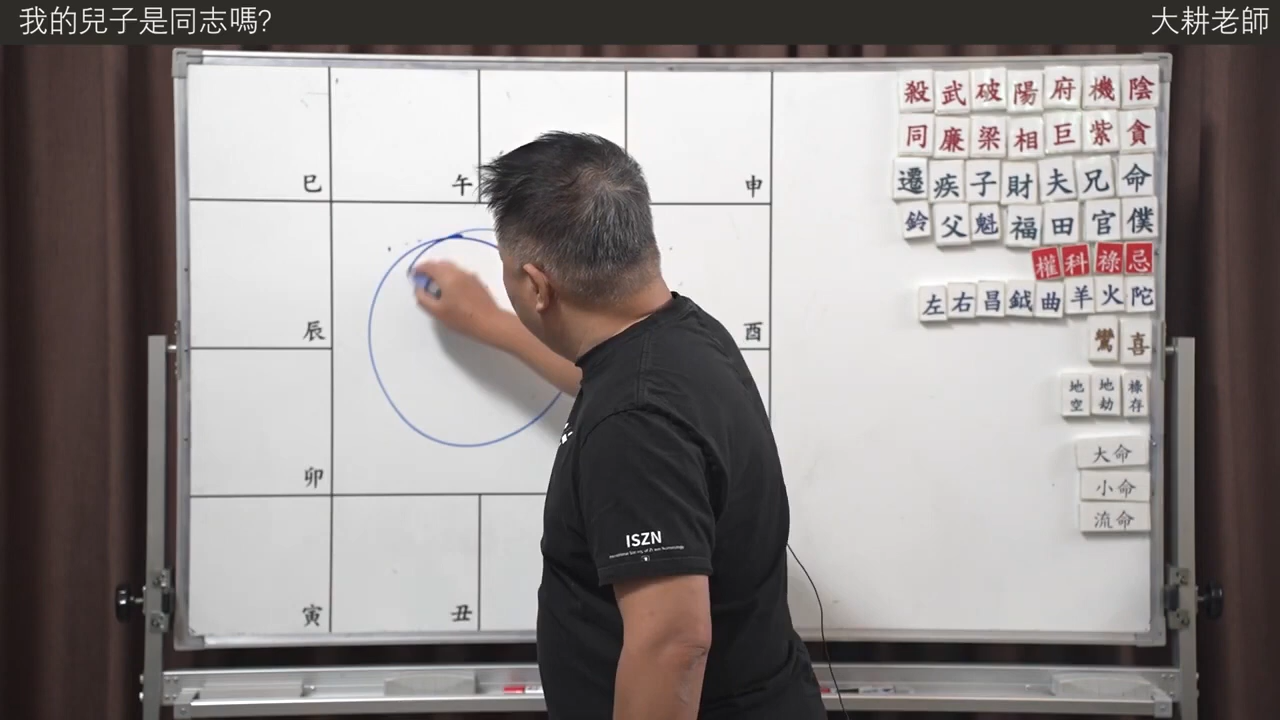 我的兒子是同志嗎?
大耕老師
殺武破陽府機陰
同廉梁相巨紫貪
遷疾子財夫兄命
鈴父魁福田官僕
權科祿忌
左右昌鉞曲羊火陀
鸞喜
地空 地劫 祿存
大命
小命
流命
巳
午
申
辰
酉
卯
寅
丑
ISZN